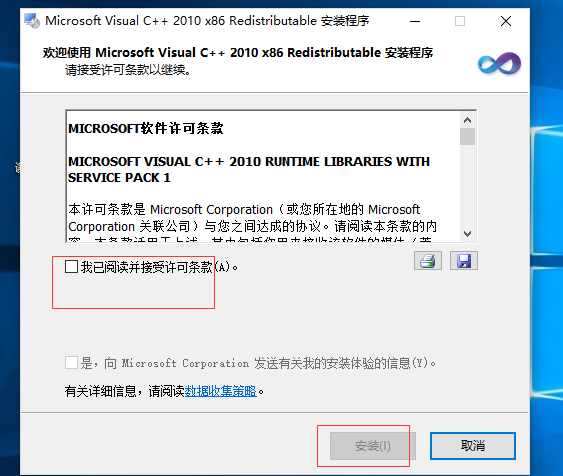 Microsoft Visual C++ 2010 x86 Redistributable 安装程序
欢迎使用 Microsoft Visual C++ 2010 x86 Redistributable 安装程序
请接受许可条款以继续。
MICROSOFT软件许可条款
MICROSOFT VISUAL C++ 2010 RUNTIME LIBRARIES WITH
SERVICE PACK 1
本许可条款是 Microsoft Corporation（或您所在地的 Microsoft
Corporation 关联公司）与您之间达成的协议。请阅读本条款的内
我已阅读并接受许可条款(A)。
是，向 Microsoft Corporation 发送有关我的安装体验的信息(Y)。
有关详细信息，请阅读数据收集策略。
安装(I)
取消